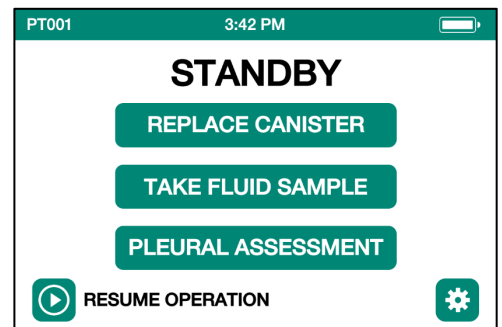 PT001 3:42 PM
STANDBY
REPLACE CANISTER
TAKE FLUID SAMPLE
PLEURAL ASSESSMENT
RESUME OPERATION